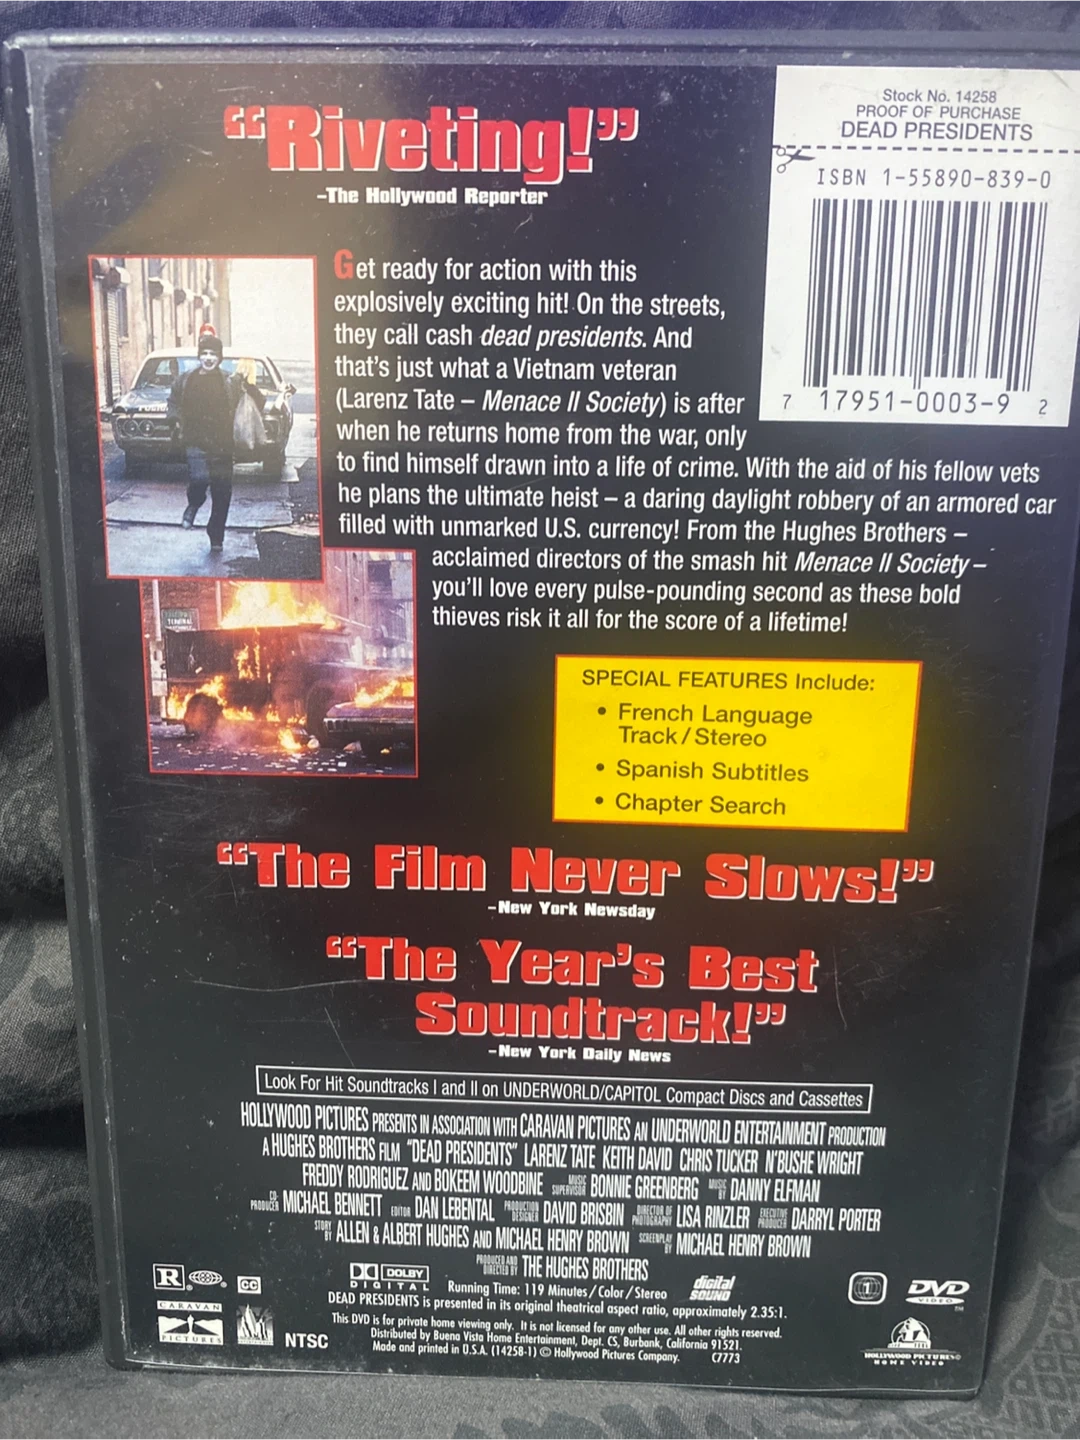 “Riveting!”
–The Hollywood Reporter
Stock No. 14258
PROOF OF PURCHASE
DEAD PRESIDENTS
ISBN 1-55890-839-0
7 17951-0003-9 2
Get ready for action with this
explosively exciting hit! On the streets,
they call cash dead presidents. And
that's just what a Vietnam veteran
(Larenz Tate – Menace II Society) is after
when he returns home from the war, only
to find himself drawn into a life of crime. With the aid of his fellow vets
he plans the ultimate heist – a daring daylight robbery of an armored car
filled with unmarked U.S. currency! From the Hughes Brothers –
acclaimed directors of the smash hit Menace II Society –
you'll love every pulse-pounding second as these bold
thieves risk it all for the score of a lifetime!
TERMINAL
SPECIAL FEATURES Include:
• French Language
Track/Stereo
• Spanish Subtitles
• Chapter Search
“The Film Never Slows!”
–New York Newsday
“The Year's Best
Soundtrack!”
–New York Daily News
Look For Hit Soundtracks I and II on UNDERWORLD/CAPITOL Compact Discs and Cassettes
HOLLYWOOD PICTURES PRESENTS IN ASSOCIATION WITH CARAVAN PICTURES AN UNDERWORLD ENTERTAINMENT PRODUCTION
A HUGHES BROTHERS FILM "DEAD PRESIDENTS" LARENZ TATE KEITH DAVID CHRIS TUCKER N'BUSHE WRIGHT
FREDDY RODRIGUEZ AND BOKEEM WOODBINE MUSIC SUPERVISOR BONNIE GREENBERG MUSIC BY DANNY ELFMAN
CO-PRODUCER MICHAEL BENNETT EDITOR DAN LEBENTAL PRODUCTION DESIGNER DAVID BRISBIN DIRECTOR OF PHOTOGRAPHY LISA RINZLER EXECUTIVE PRODUCER DARRYL PORTER
STORY BY ALLEN & ALBERT HUGHES AND MICHAEL HENRY BROWN SCREENPLAY BY MICHAEL HENRY BROWN
PRODUCED AND DIRECTED BY THE HUGHES BROTHERS
R CC DOLBY DIGITAL Running Time: 119 Minutes/Color/Stereo digital SOUND 1 DVD VIDEO TM
DEAD PRESIDENTS is presented in its original theatrical aspect ratio, approximately 2.35:1.
This DVD is for private home viewing only. It is not licensed for any other use. All other rights reserved.
Distributed by Buena Vista Home Entertainment, Dept. CS, Burbank, California 91521.
Made and printed in U.S.A. (14258-1) © Hollywood Pictures Company. C7773
CARAVAN
PICTURES
NTSC
HOLLYWOOD PICTURES®
HOME VIDEO